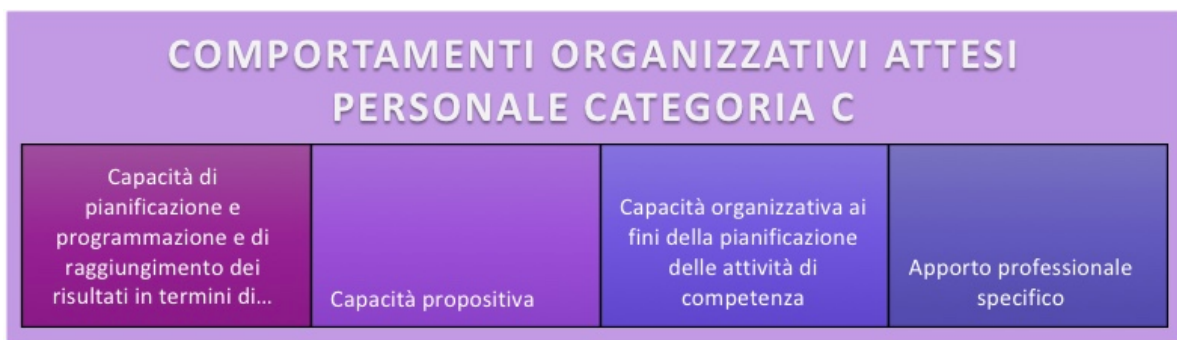 COMPORTAMENTI ORGANIZZATIVI ATTESI
PERSONALE CATEGORIA C
Capacità di
pianificazione e
programmazione e di
raggiungimento dei
risultati in termini di...
Capacità propositiva
Capacità organizzativa ai
fini della pianificazione
delle attività di
competenza
Apporto professionale
specifico